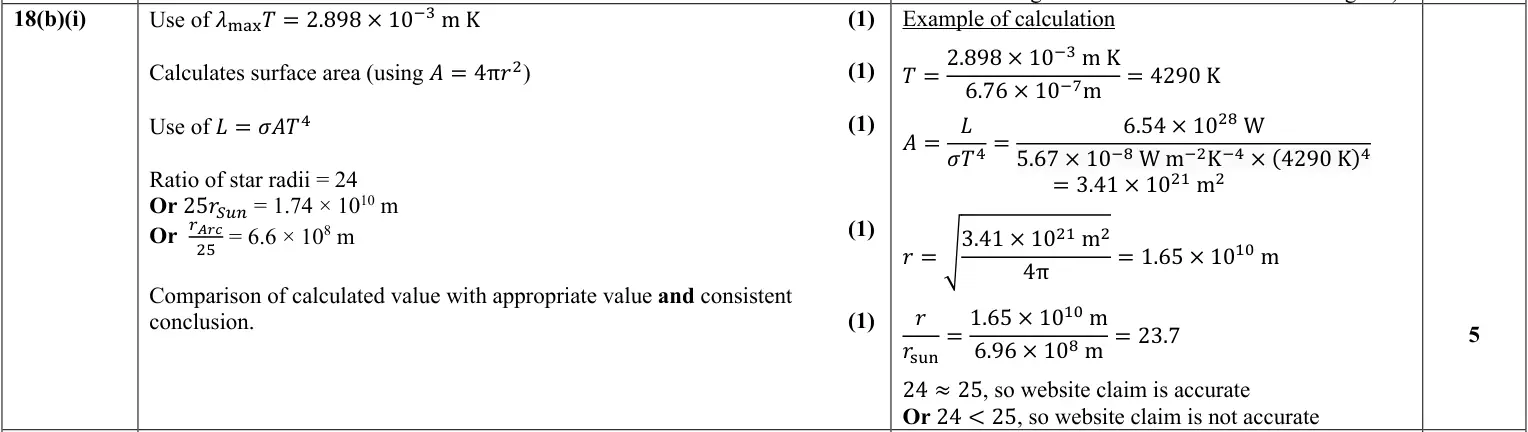 18(b)(i)
Use of λmaxT = 2.898 × 10⁻³ m K (1)
Calculates surface area (using A = 4πr²) (1)
Use of L = σAT⁴ (1)
Ratio of star radii = 24
Or 25rSun = 1.74 × 10¹⁰ m
Or rArc/25 = 6.6 × 10⁸ m (1)
Comparison of calculated value with appropriate value and consistent
conclusion. (1)
Example of calculation
T = 2.898 × 10⁻³ m K / 6.76 × 10⁻⁷m = 4290 K
A = L / σT⁴ = 6.54 × 10²⁸ W / 5.67 × 10⁻⁸ W m⁻²K⁻⁴ × (4290 K)⁴
= 3.41 × 10²¹ m²
r = √(3.41 × 10²¹ m² / 4π) = 1.65 × 10¹⁰ m
r / rsun = 1.65 × 10¹⁰ m / 6.96 × 10⁸ m = 23.7
24 ≈ 25, so website claim is accurate
Or 24 < 25, so website claim is not accurate
5